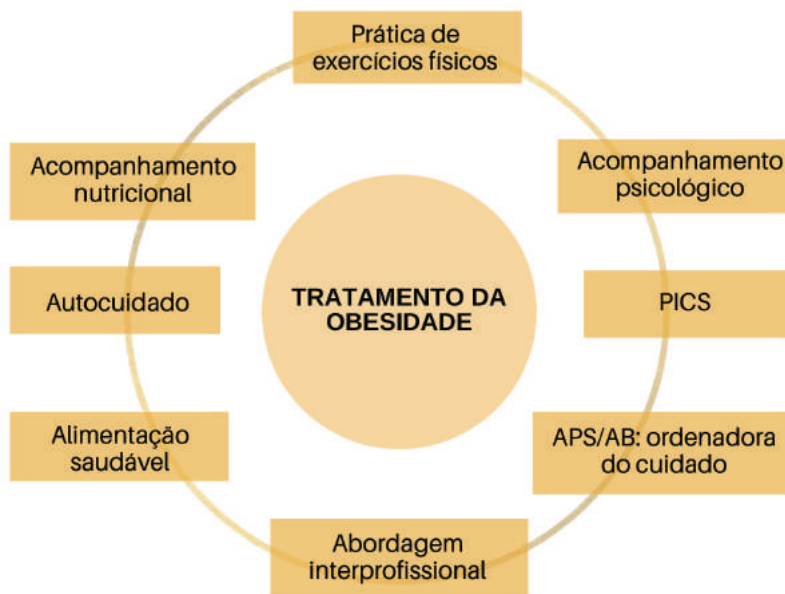 Prática de
exercícios físicos
Acompanhamento
nutricional
Acompanhamento
psicológico
Autocuidado
TRATAMENTO DA
OBESIDADE
PICS
Alimentação
saudável
APS/AB: ordenadora
do cuidado
Abordagem
interprofissional